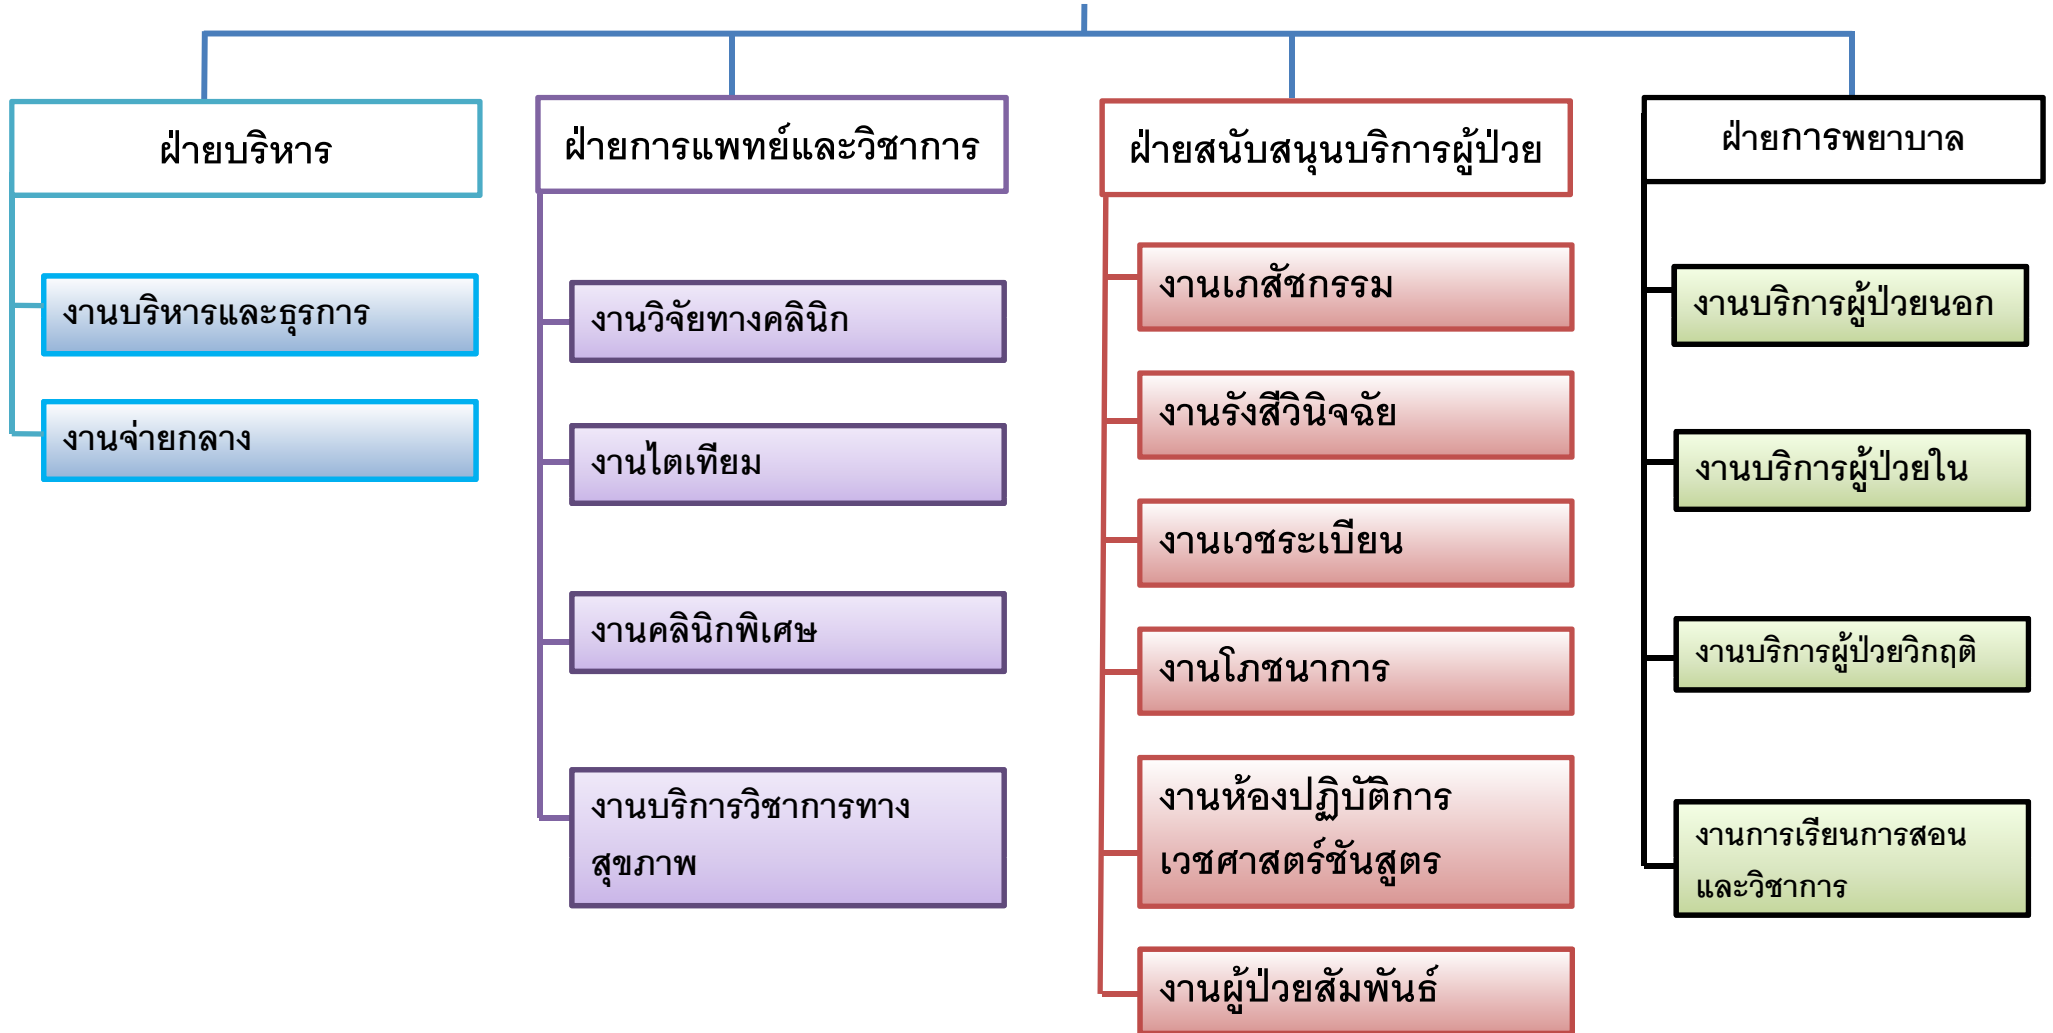 ฝ่ายบริหาร
งานบริหารและธุรการ
งานจ่ายกลาง
ฝ่ายการแพทย์และวิชาการ
งานวิจัยทางคลินิก
งานไตเทียม
งานคลินิกพิเศษ
งานบริการวิชาการทาง
สุขภาพ
ฝ่ายสนับสนุนบริการผู้ป่วย
งานเภสัชกรรม
งานรังสีวินิจฉัย
งานเวชระเบียน
งานโภชนาการ
งานห้องปฏิบัติการ
เวชศาสตร์ชันสูตร
งานผู้ป่วยสัมพันธ์
ฝ่ายการพยาบาล
งานบริการผู้ป่วยนอก
งานบริการผู้ป่วยใน
งานบริการผู้ป่วยวิกฤติ
งานการเรียนการสอน
และวิชาการ